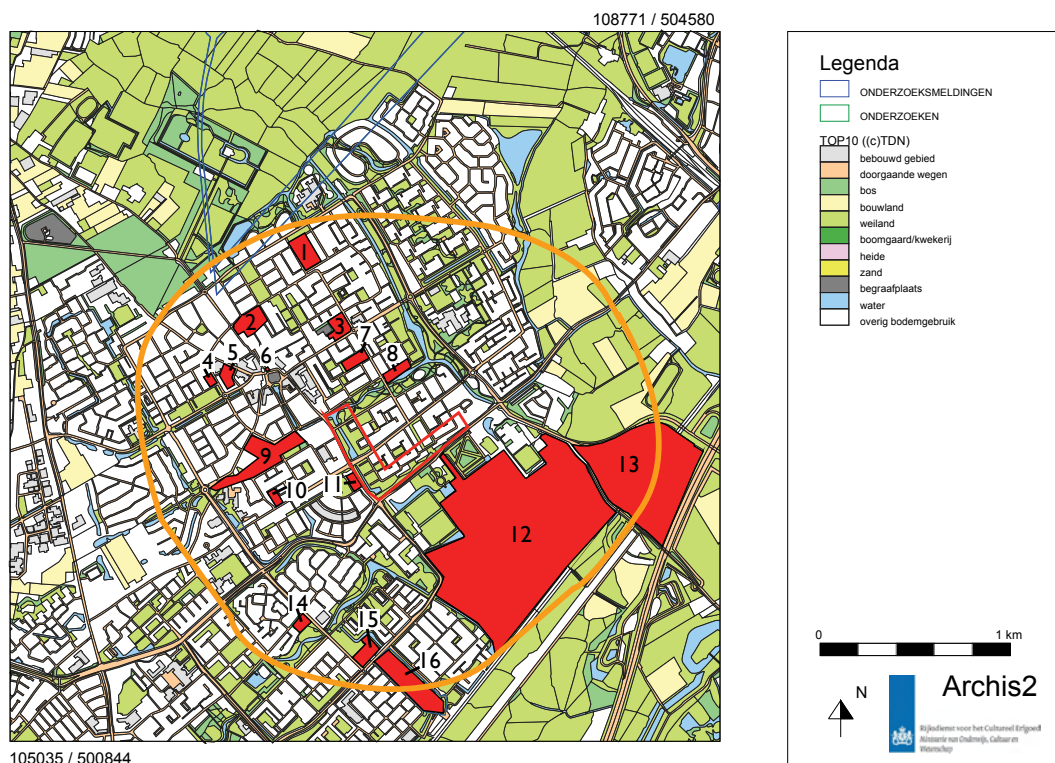 108771 / 504580
1
2
3
7
5
6
4
8
9
10
11
12
13
14
15
16
105035 / 500844
Legenda
ONDERZOEKSMELDINGEN
ONDERZOEKEN
TOP10 ((c)TDN)
bebouwd gebied
doorgaande wegen
bos
bouwland
weiland
boomgaard/kwekerij
heide
zand
begraafplaats
water
overig bodemgebruik
0 1 km
N
Archis2
Rijksdienst voor het Cultureel Erfgoed
Ministerie van Onderwijs, Cultuur en
Wetenschap